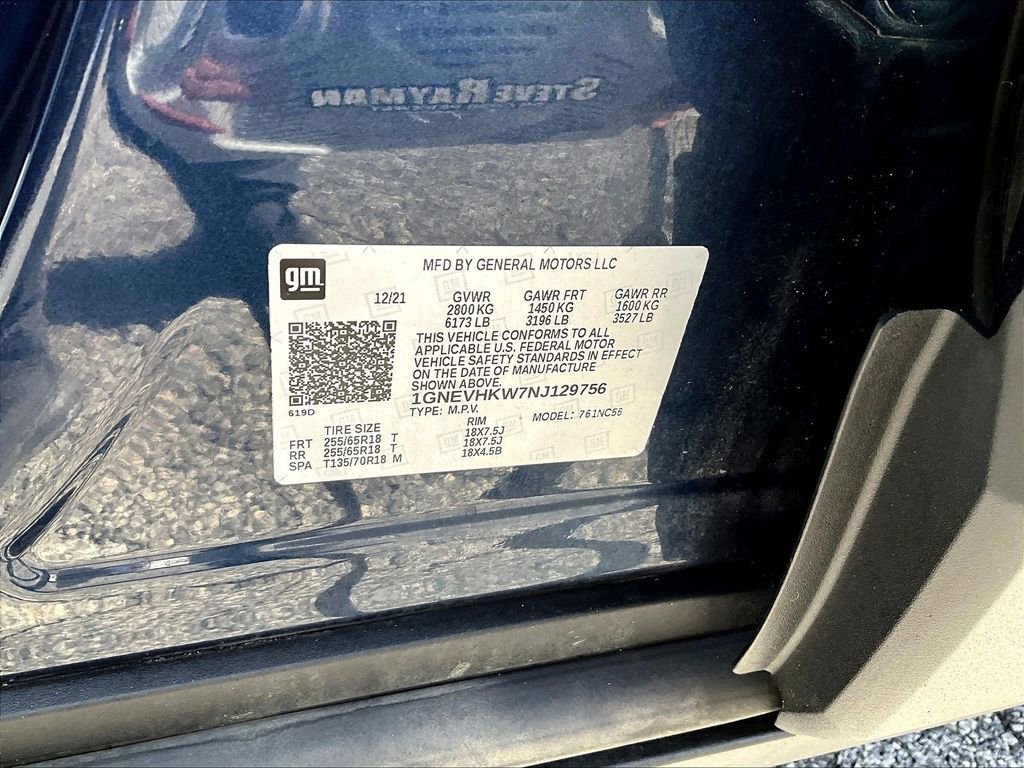 STEVE RAYMAN
gm
MFD BY GENERAL MOTORS LLC
12/21 GVWR GAWR FRT GAWR RR
2800 KG 1450 KG 1600 KG
6173 LB 3196 LB 3527 LB
THIS VEHICLE CONFORMS TO ALL
APPLICABLE U.S. FEDERAL MOTOR
VEHICLE SAFETY STANDARDS IN EFFECT
ON THE DATE OF MANUFACTURE
SHOWN ABOVE.
619D
1GNEVHKW7NJ129756
TYPE: M.P.V. MODEL: 761NC56
TIRE SIZE RIM
FRT 255/65R18 T 18X7.5J
RR 255/65R18 T 18X7.5J
SPA T135/70R18 M 18X4.5B